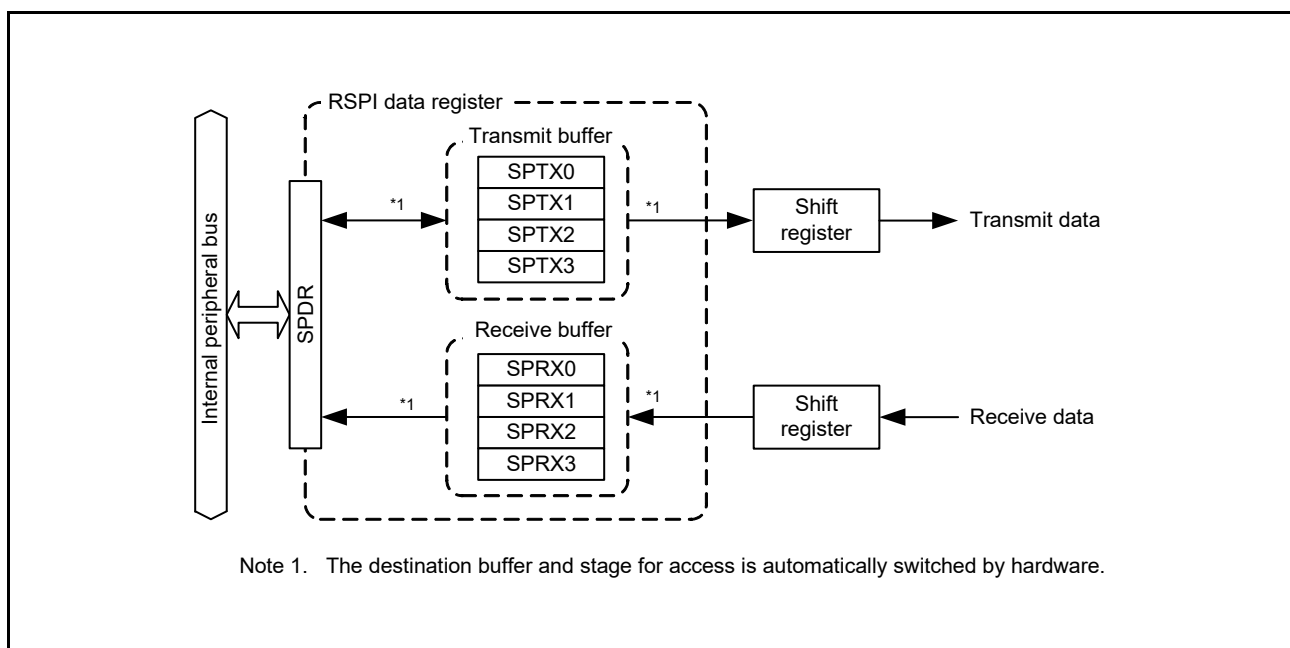 RSPI data register
Transmit buffer
SPTX0
SPTX1
SPTX2
SPTX3
*1
*1
Shift
register
Transmit data
Internal peripheral bus
SPDR
Receive buffer
SPRX0
SPRX1
SPRX2
SPRX3
*1
*1
Shift
register
Receive data
Note 1. The destination buffer and stage for access is automatically switched by hardware.